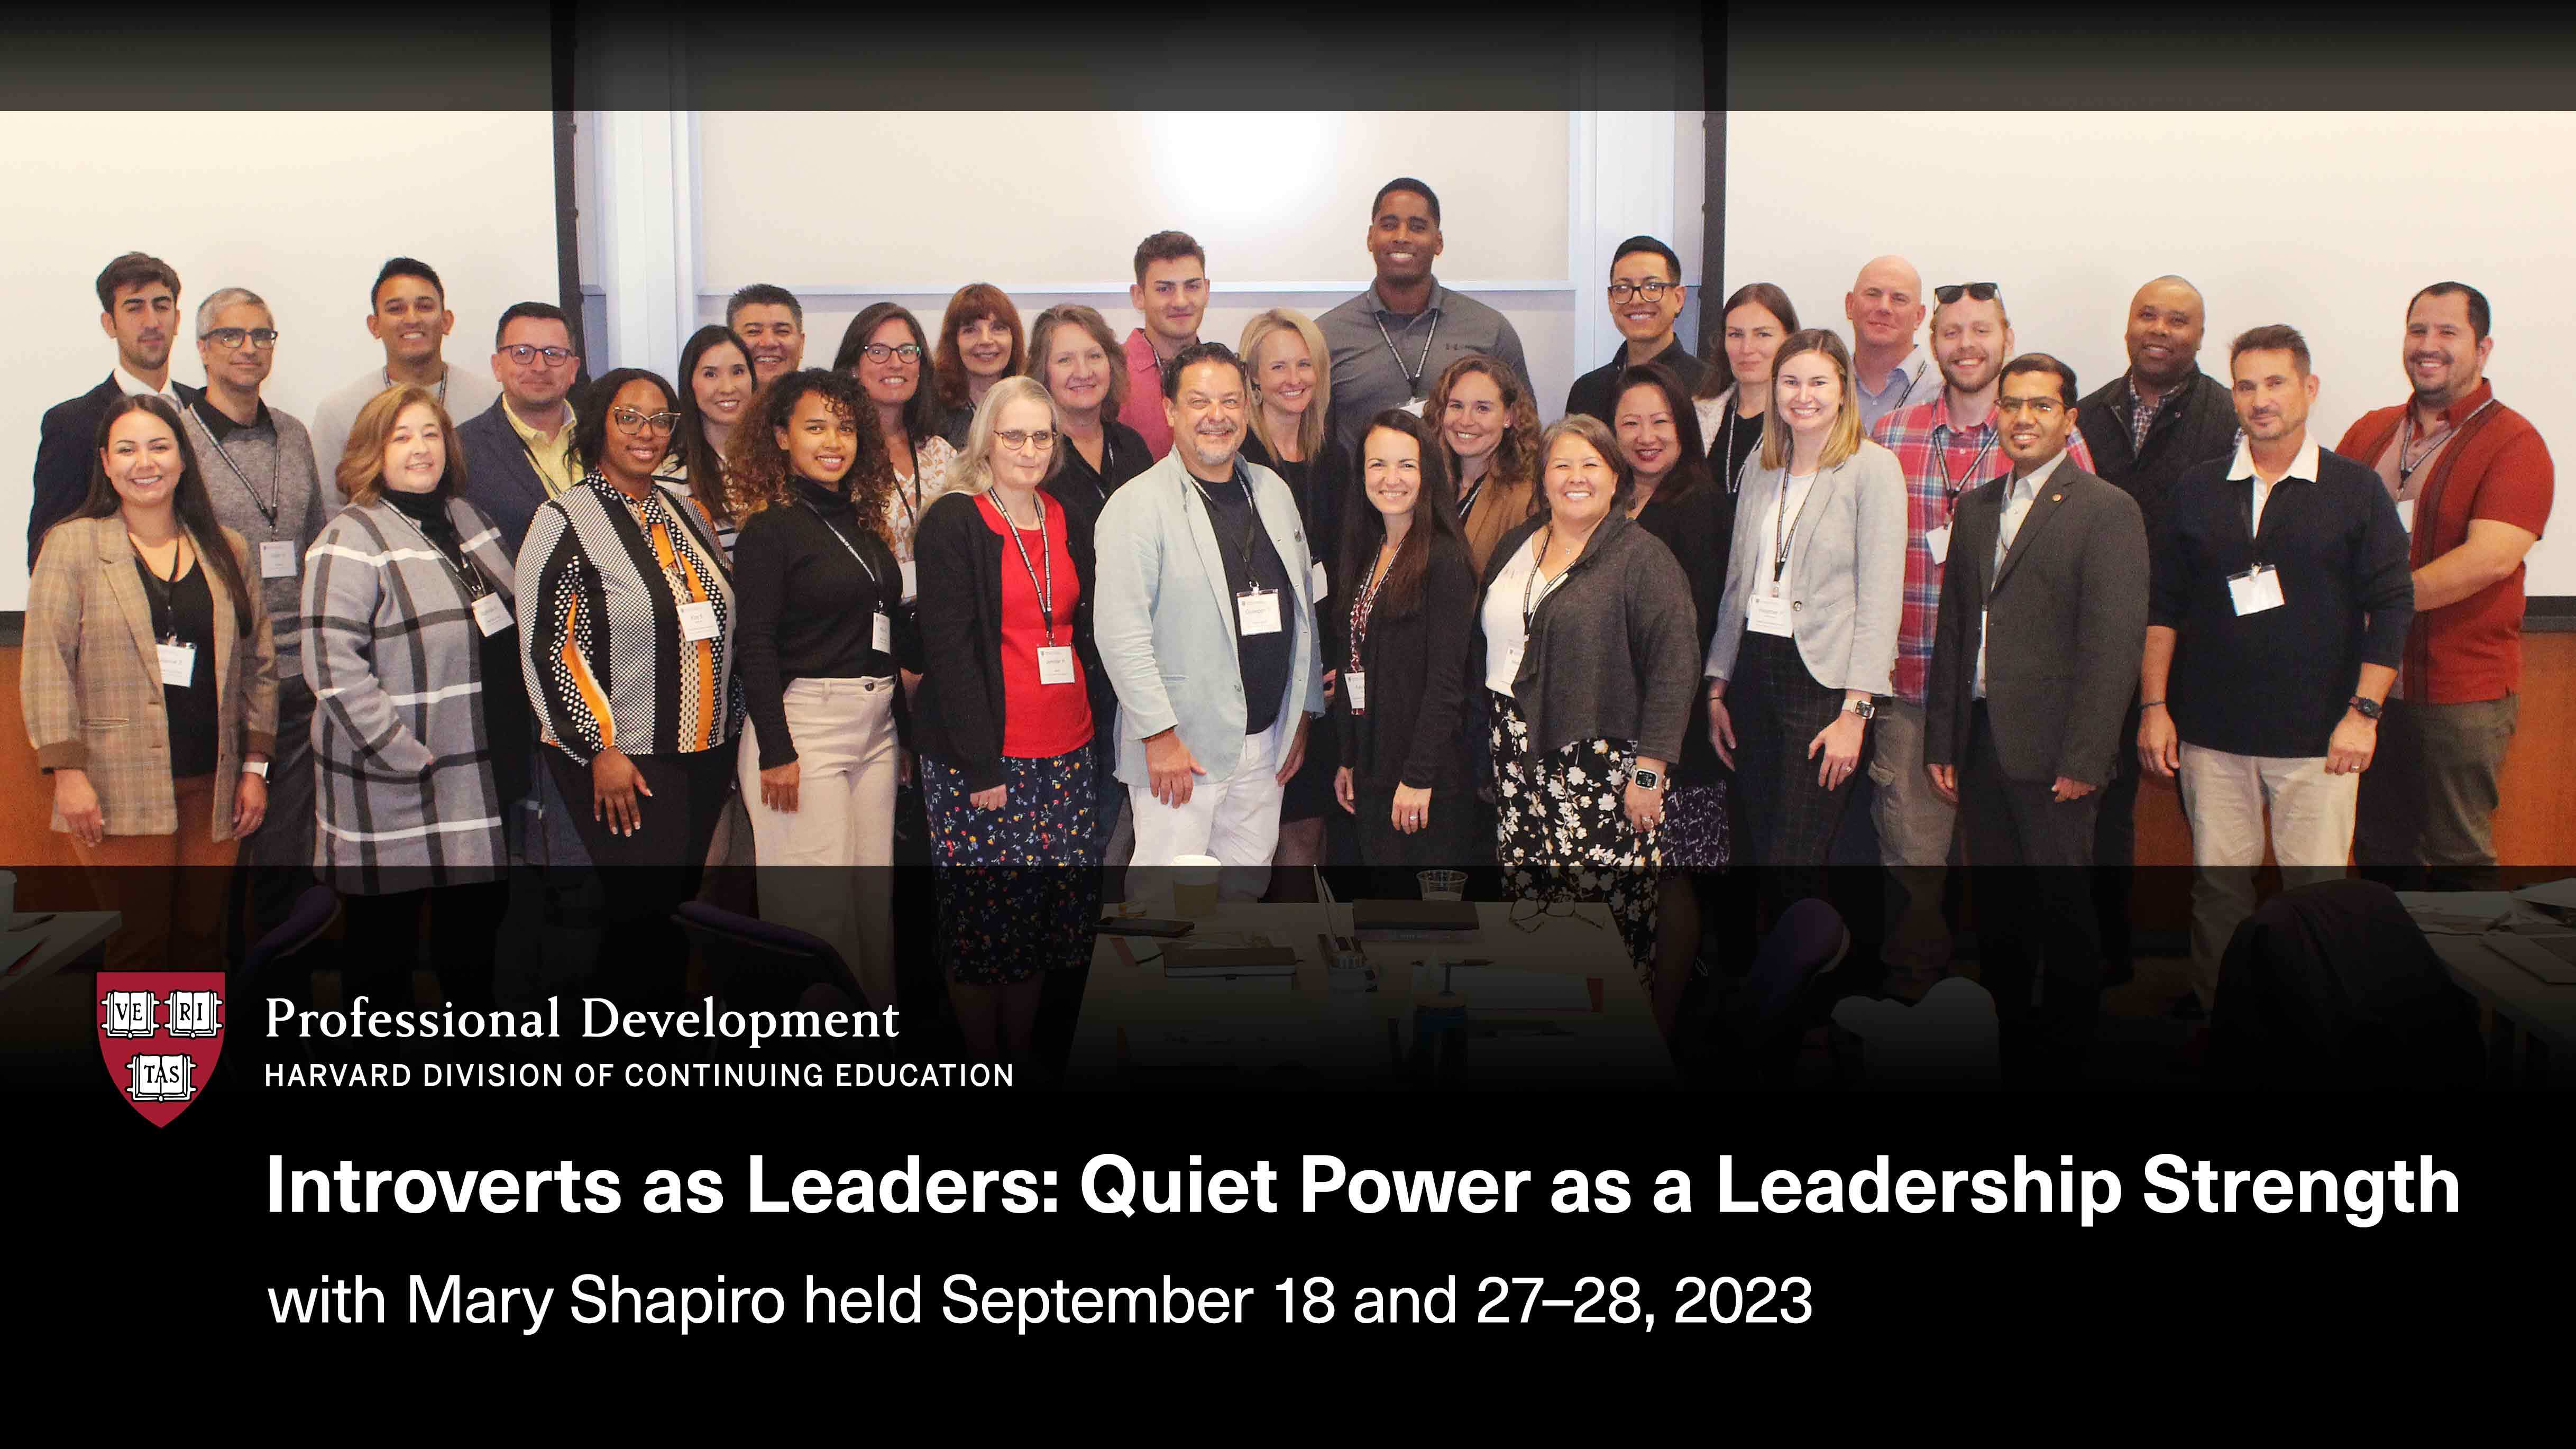 VE RI
TAS
Professional Development
HARVARD DIVISION OF CONTINUING EDUCATION
Introverts as Leaders: Quiet Power as a Leadership Strength
with Mary Shapiro held September 18 and 27–28, 2023